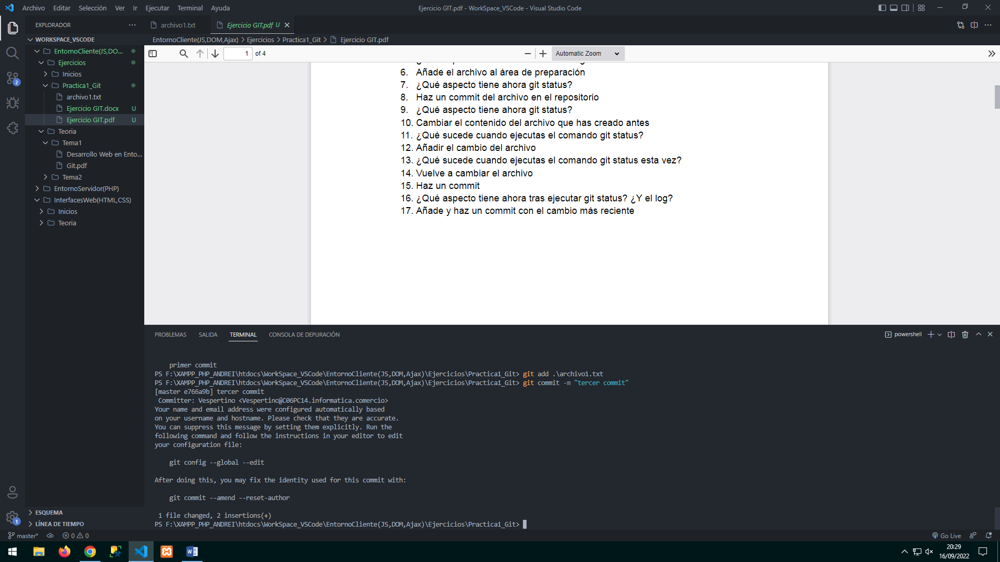 Archivo Editar Selección Ver Ir Ejecutar Terminal Ayuda
Ejercicio GIT.pdf - WorkSpace_VSCode - Visual Studio Code
EXPLORADOR
archivo1.txt
Ejercicio GIT.pdf U
WORKSPACE_VSCODE
EntornoCliente(JS,DOM,Ajax) Ejercicios Practica1_Git Ejercicio GIT.pdf
EntornoCliente(JS,DO...
Ejercicios
Inicios
Practica1_Git
archivo1.txt
Ejercicio GIT.docx U
Ejercicio GIT.pdf U
Teoria
Tema1
Desarrollo Web en Ento...
Git.pdf
Tema2
EntornoServidor(PHP)
InterfacesWeb(HTML,CSS)
Inicios
Teoria
2
1
ESQUEMA
LÍNEA DE TIEMPO
1 of 4
Automatic Zoom
6. Añade el archivo al área de preparación
7. ¿Qué aspecto tiene ahora git status?
8. Haz un commit del archivo en el repositorio
9. ¿Qué aspecto tiene ahora git status?
10. Cambiar el contenido del archivo que has creado antes
11. ¿Qué sucede cuando ejecutas el comando git status?
12. Añadir el cambio del archivo
13. ¿Qué sucede cuando ejecutas el comando git status esta vez?
14. Vuelve a cambiar el archivo
15. Haz un commit
16. ¿Qué aspecto tiene ahora tras ejecutar git status? ¿Y el log?
17. Añade y haz un commit con el cambio más reciente
PROBLEMAS SALIDA TERMINAL CONSOLA DE DEPURACIÓN
powershell
primer commit
PS F:\XAMPP_PHP_ANDREI\htdocs\WorkSpace_VSCode\EntornoCliente(JS,DOM,Ajax)\Ejercicios\Practica1_Git> git add .\archivo1.txt
PS F:\XAMPP_PHP_ANDREI\htdocs\WorkSpace_VSCode\EntornoCliente(JS,DOM,Ajax)\Ejercicios\Practica1_Git> git commit -m "tercer commit"
[master e766a9b] tercer commit
Committer: Vespertino <Vespertino@C06PC14.informatica.comercio>
Your name and email address were configured automatically based
on your username and hostname. Please check that they are accurate.
You can suppress this message by setting them explicitly. Run the
following command and follow the instructions in your editor to edit
your configuration file:
git config --global --edit
After doing this, you may fix the identity used for this commit with:
git commit --amend --reset-author
1 file changed, 2 insertions(+)
PS F:\XAMPP_PHP_ANDREI\htdocs\WorkSpace_VSCode\EntornoCliente(JS,DOM,Ajax)\Ejercicios\Practica1_Git>
master* 0 0
Go Live
20:29
16/09/2022